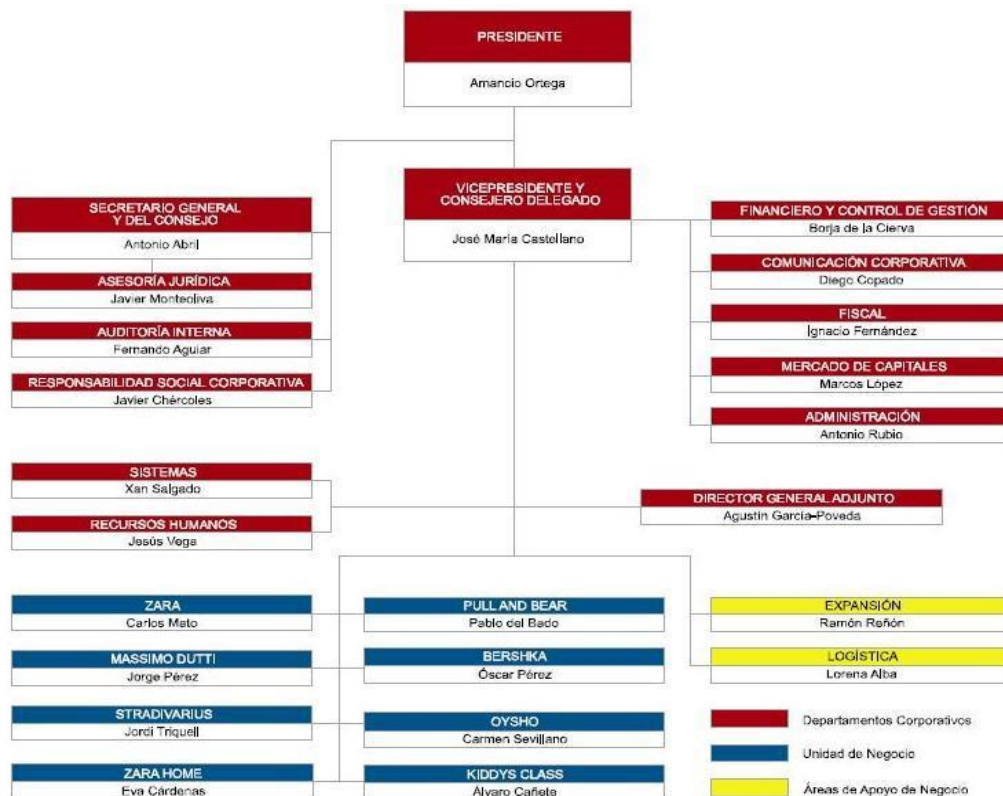 PRESIDENTE
Amancio Ortega
VICEPRESIDENTE Y
CONSEJERO DELEGADO
José María Castellano
SECRETARIO GENERAL
Y DEL CONSEJO
Antonio Abril
ASESORÍA JURÍDICA
Javier Monteoliva
AUDITORÍA INTERNA
Fernando Aguiar
RESPONSABILIDAD SOCIAL CORPORATIVA
Javier Chércoles
FINANCIERO Y CONTROL DE GESTIÓN
Borja de la Cierva
COMUNICACIÓN CORPORATIVA
Diego Copado
FISCAL
Ignacio Fernández
MERCADO DE CAPITALES
Marcos López
ADMINISTRACIÓN
Antonio Rubio
SISTEMAS
Xan Salgado
RECURSOS HUMANOS
Jesús Vega
DIRECTOR GENERAL ADJUNTO
Agustín García-Poveda
ZARA
Carlos Mato
PULL AND BEAR
Pablo del Bado
EXPANSIÓN
Ramón Reñón
MASSIMO DUTTI
Jorge Pérez
BERSHKA
Óscar Pérez
LOGÍSTICA
Lorena Alba
STRADIVARIUS
Jordi Triquell
OYSHO
Carmen Sevillano
ZARA HOME
Eva Cárdenas
KIDDYS CLASS
Álvaro Cañete
Departamentos Corporativos
Unidad de Negocio
Áreas de Apoyo de Negocio